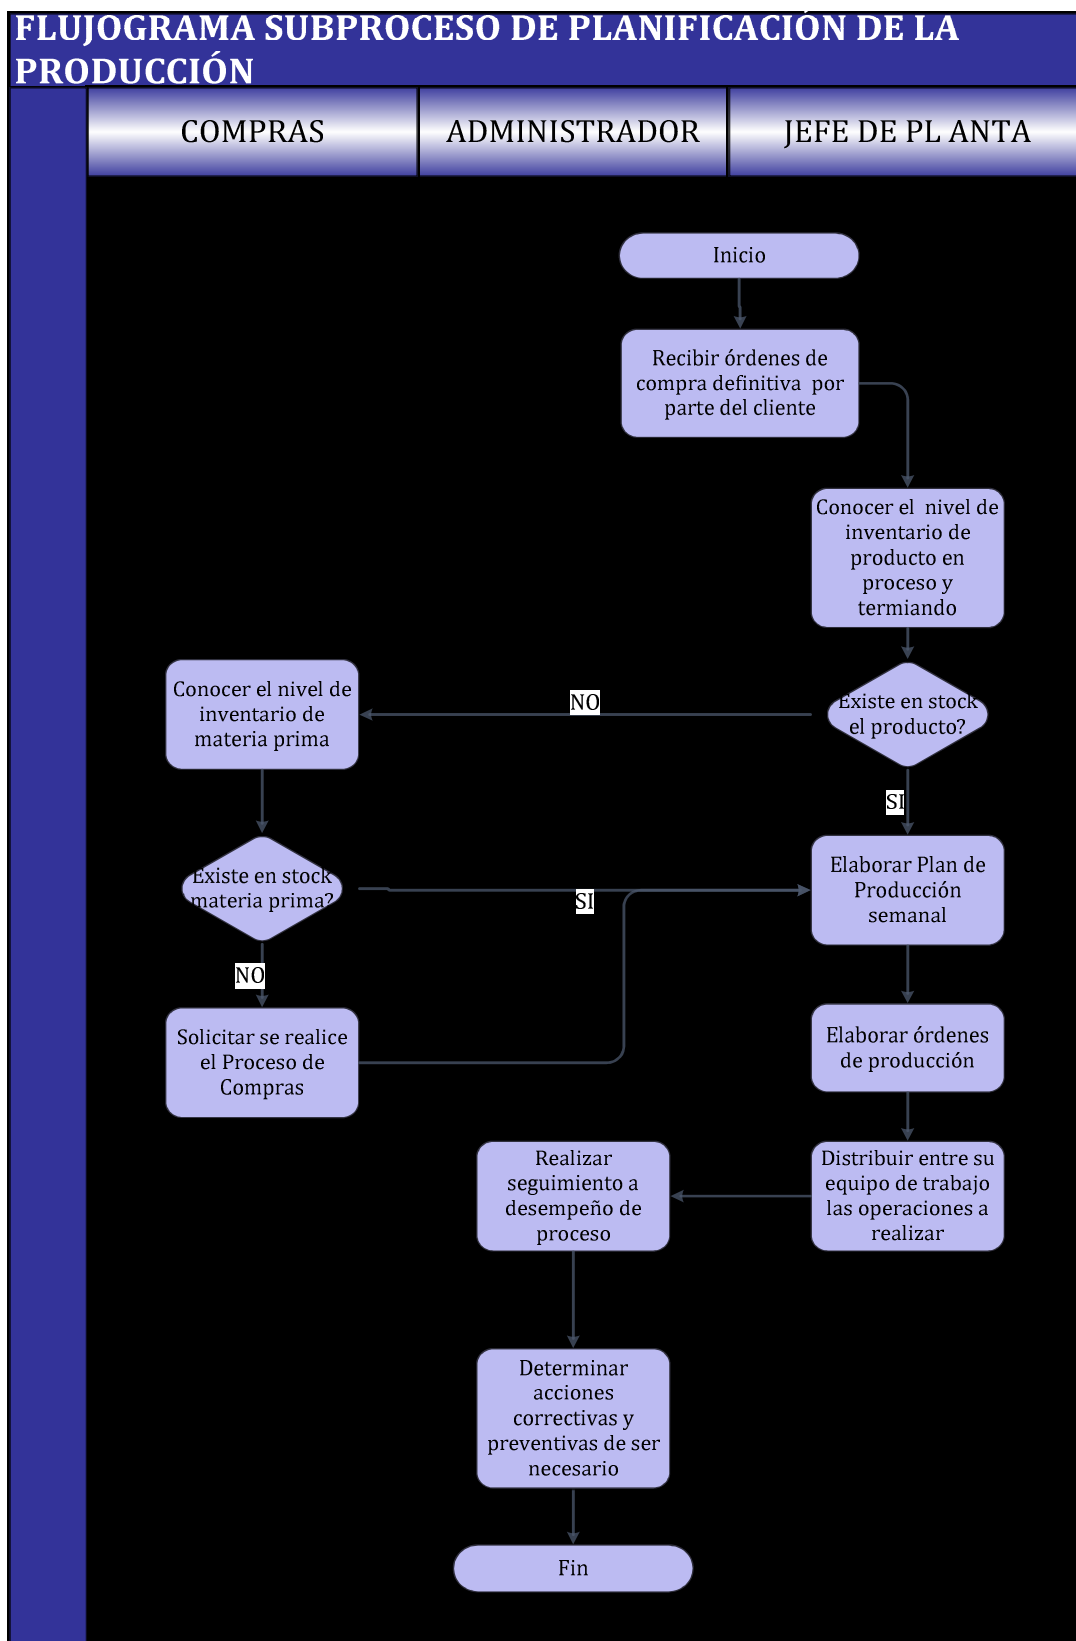 FLUJOGRAMA SUBPROCESO DE PLANIFICACIÓN DE LA
PRODUCCIÓN
COMPRAS
ADMINISTRADOR
JEFE DE PL ANTA
Inicio
Recibir órdenes de
compra definitiva por
parte del cliente
Conocer el nivel de
inventario de
producto en
proceso y
termiando
Existe en stock
el producto?
NO
SI
Conocer el nivel de
inventario de
materia prima
Existe en stock
materia prima?
SI
NO
Elaborar Plan de
Producción
semanal
Solicitar se realice
el Proceso de
Compras
Elaborar órdenes
de producción
Distribuir entre su
equipo de trabajo
las operaciones a
realizar
Realizar
seguimiento a
desempeño de
proceso
Determinar
acciones
correctivas y
preventivas de ser
necesario
Fin